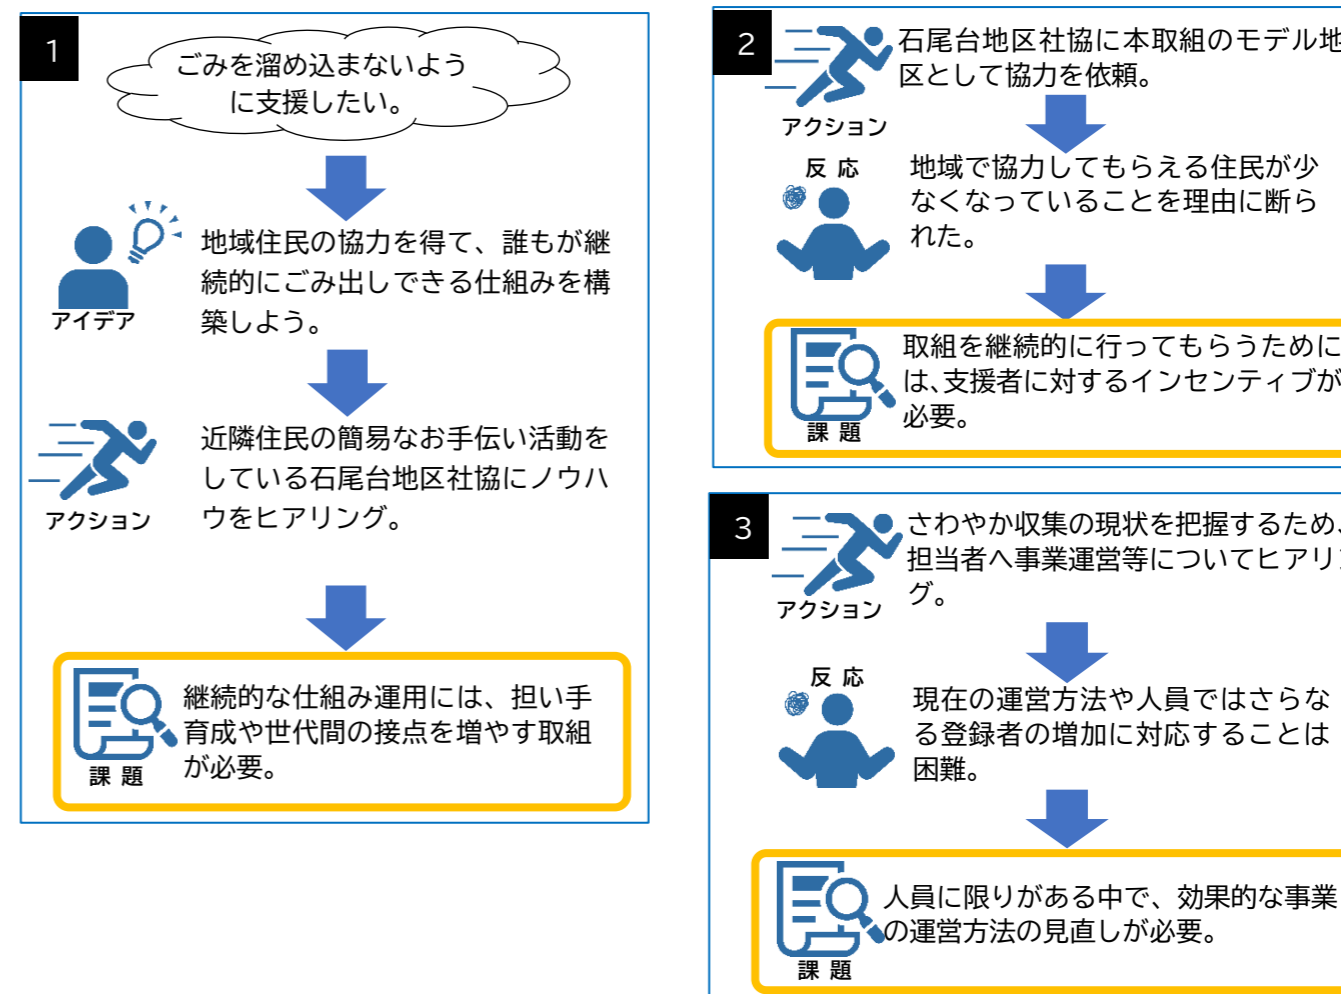 1
ごみを溜め込まないよう
に支援したい。
アイデア
地域住民の協力を得て、誰もが継
続的にごみ出しできる仕組みを構
築しよう。
アクション
近隣住民の簡易なお手伝い活動を
している石尾台地区社協にノウハ
ウをヒアリング。
課 題
継続的な仕組み運用には、担い手
育成や世代間の接点を増やす取組
が必要。
2
アクション
石尾台地区社協に本取組のモデル地
区として協力を依頼。
反 応
地域で協力してもらえる住民が少
なくなっていることを理由に断ら
れた。
課 題
取組を継続的に行ってもらうために
は、支援者に対するインセンティブが
必要。
3
アクション
さわやか収集の現状を把握するため、
担当者へ事業運営等についてヒアリン
グ。
反 応
現在の運営方法や人員ではさらな
る登録者の増加に対応することは
困難。
課 題
人員に限りがある中で、効果的な事業
の運営方法の見直しが必要。